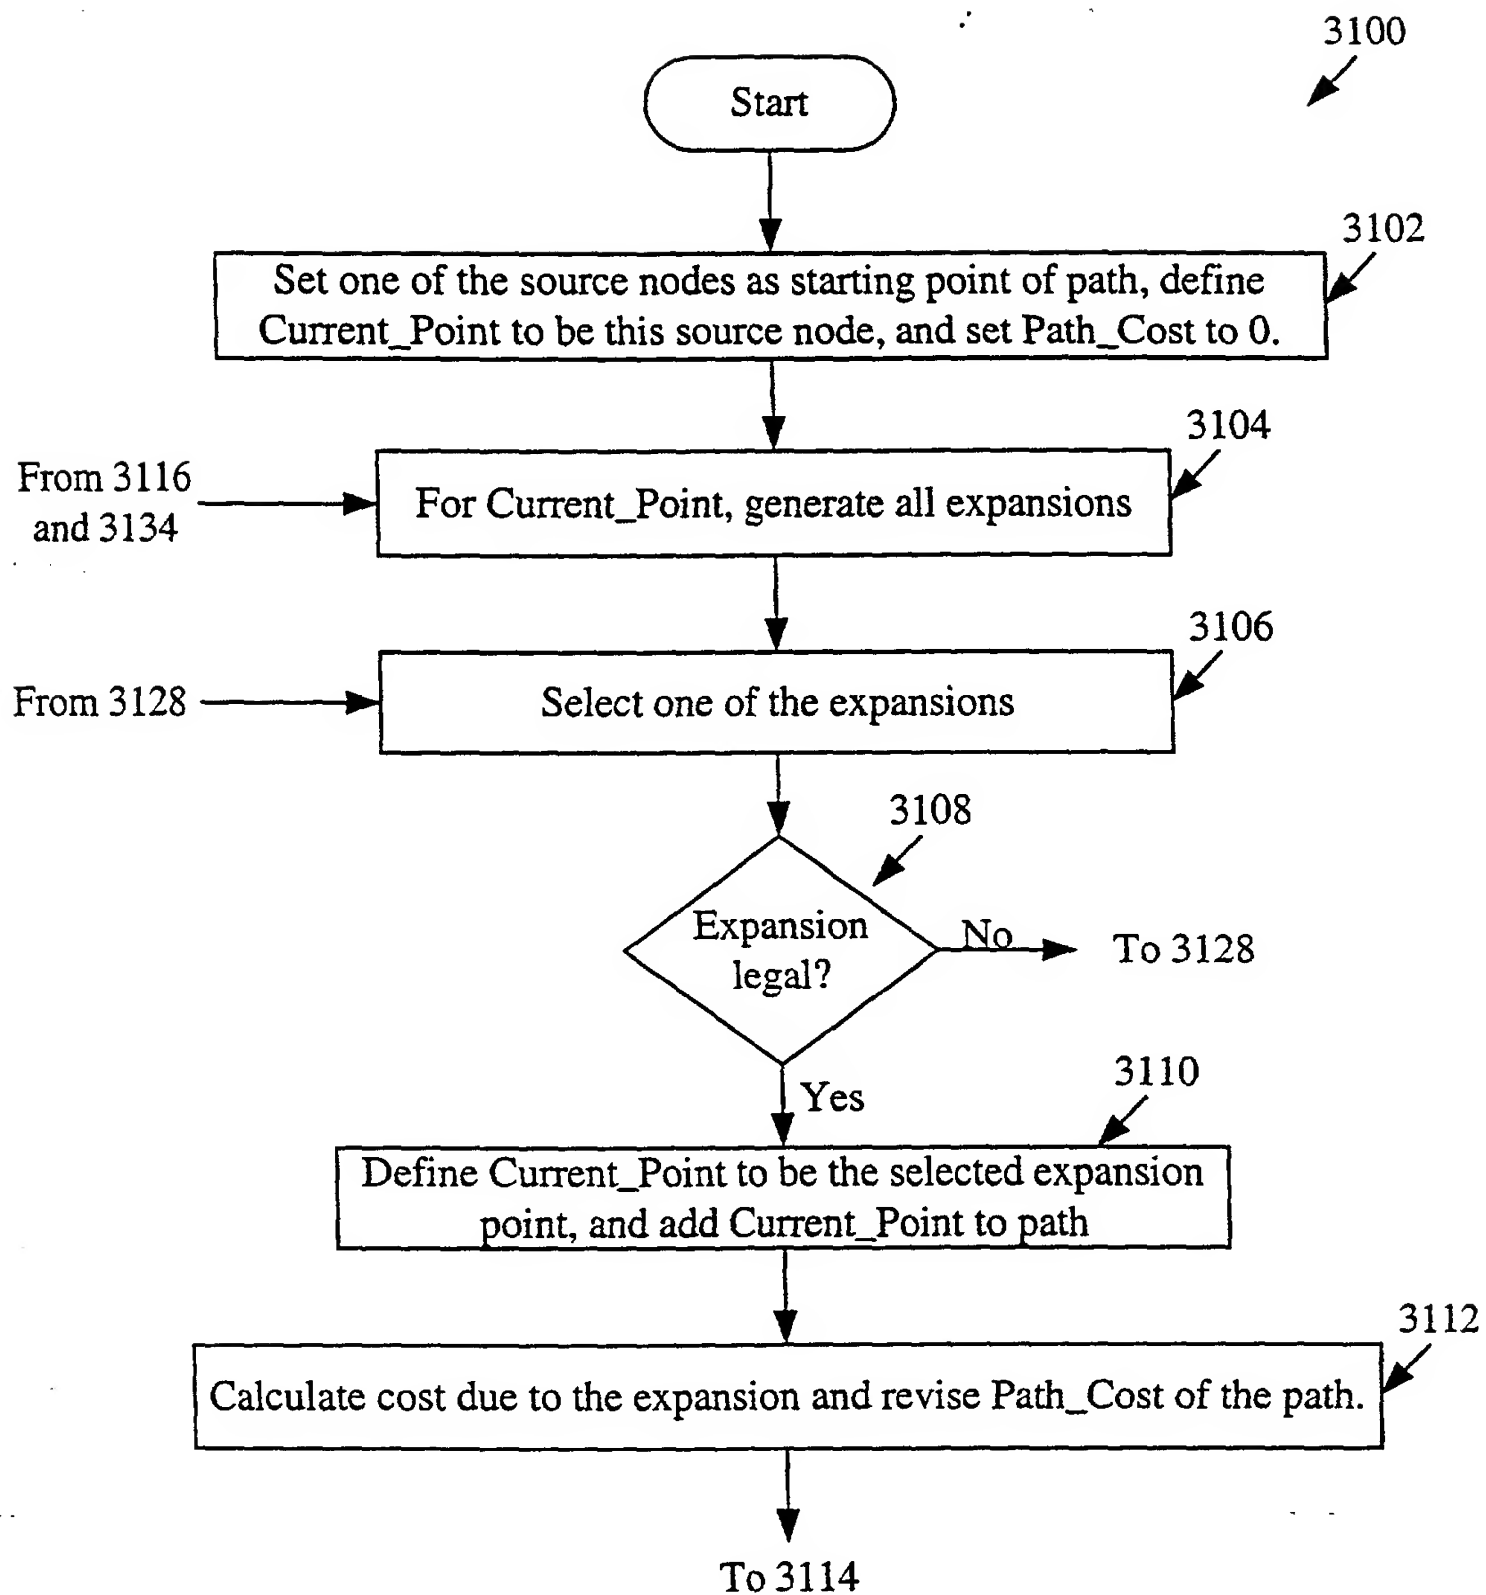 3100
Start
3102
Set one of the source nodes as starting point of path, define
Current_Point to be this source node, and set Path_Cost to 0.
3104
From 3116
and 3134
For Current_Point, generate all expansions
3106
From 3128
Select one of the expansions
3108
Expansion
legal?
No
To 3128
Yes
3110
Define Current_Point to be the selected expansion
point, and add Current_Point to path
3112
Calculate cost due to the expansion and revise Path_Cost of the path.
To 3114